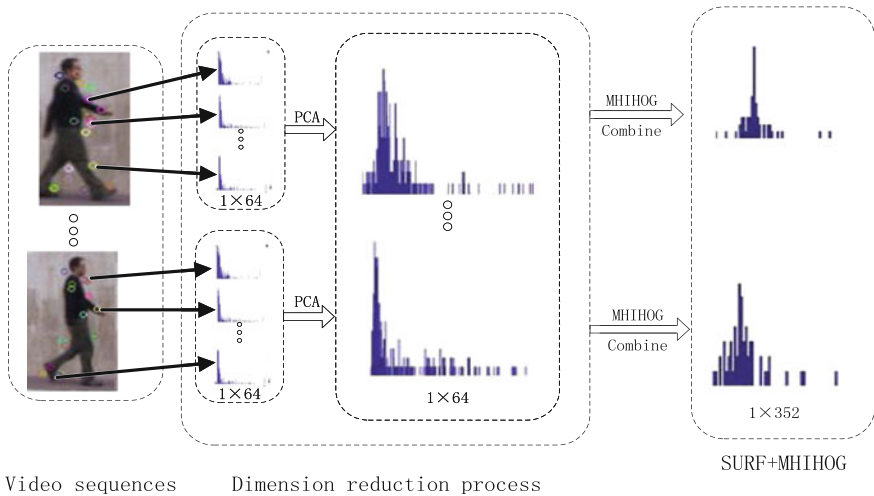 PCA
MHIHOG
Combine
1×64
PCA
MHIHOG
Combine
1×64
1×64
1×352
SURF+MHIHOG
Video sequences
Dimension reduction process